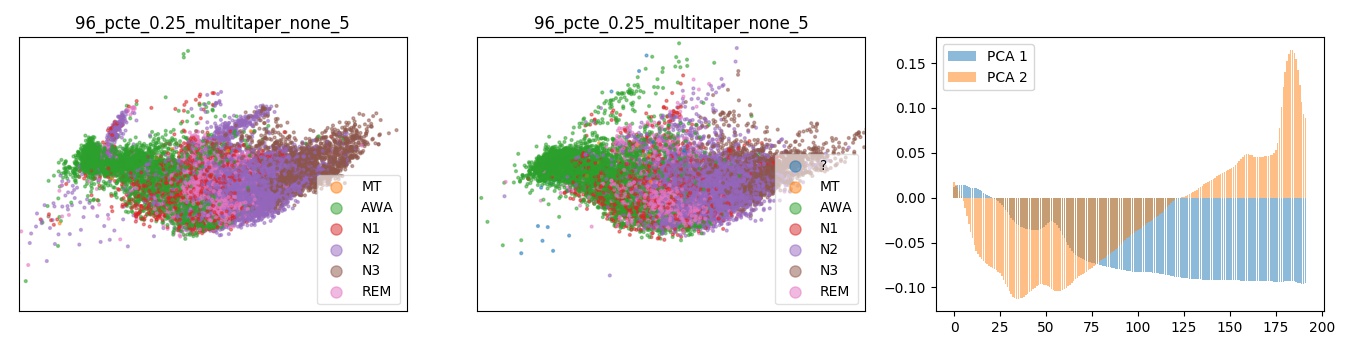 96_pcte_0.25_multitaper_none_5
MT
AWA
N1
N2
N3
REM
96_pcte_0.25_multitaper_none_5
?
MT
AWA
N1
N2
N3
REM
PCA 1
PCA 2
0.15
0.10
0.05
0.00
−0.05
−0.10
0 25 50 75 100 125 150 175 200